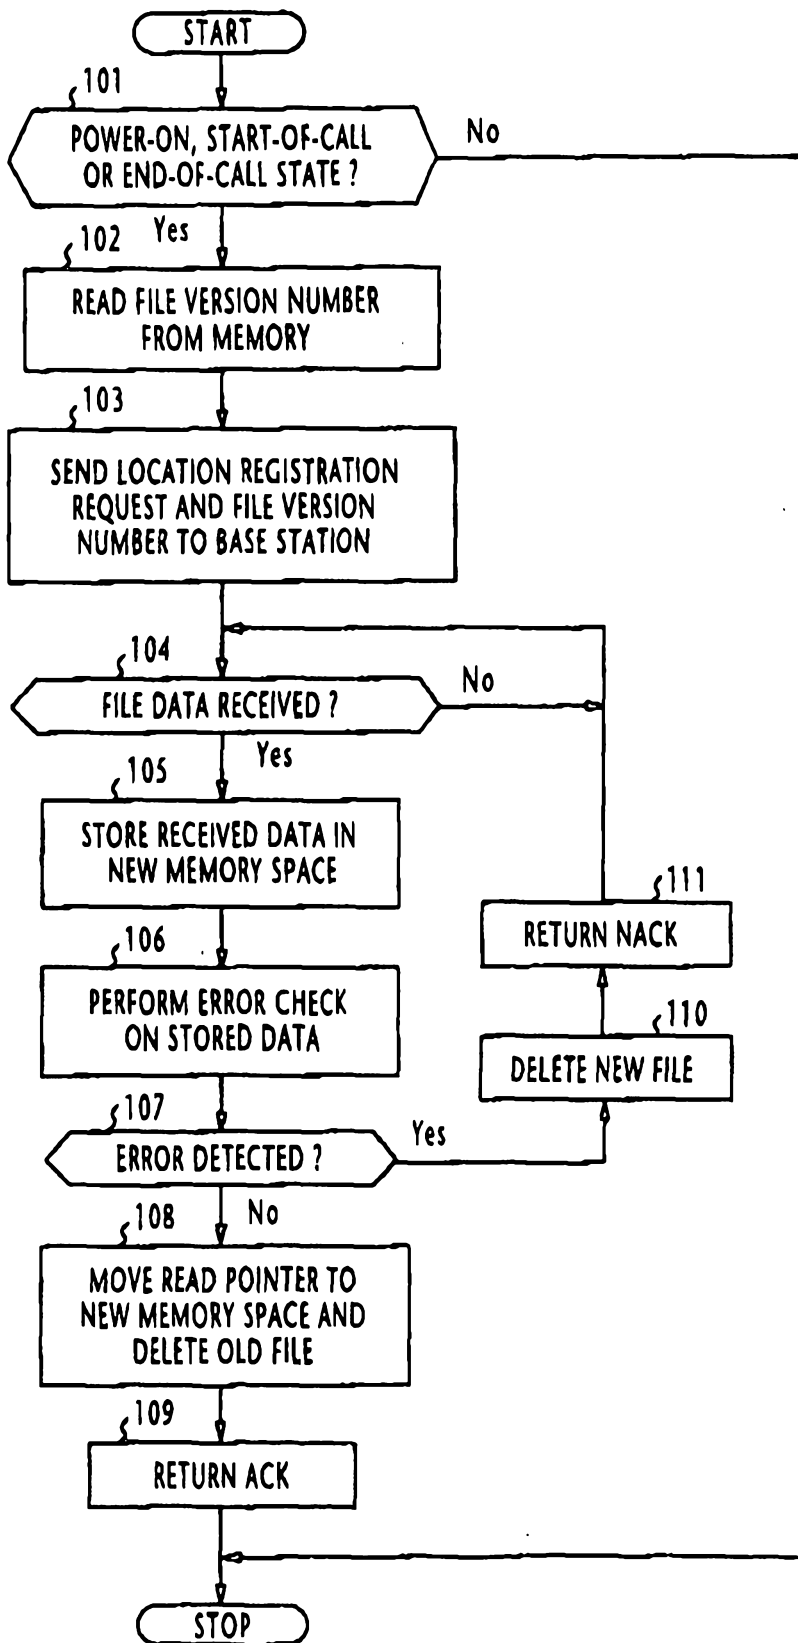 START
101
POWER-ON, START-OF-CALL
OR END-OF-CALL STATE ?
No
Yes
102
READ FILE VERSION NUMBER
FROM MEMORY
103
SEND LOCATION REGISTRATION
REQUEST AND FILE VERSION
NUMBER TO BASE STATION
104
FILE DATA RECEIVED ?
No
Yes
105
STORE RECEIVED DATA IN
NEW MEMORY SPACE
111
RETURN NACK
106
PERFORM ERROR CHECK
ON STORED DATA
110
DELETE NEW FILE
107
ERROR DETECTED ?
Yes
No
108
MOVE READ POINTER TO
NEW MEMORY SPACE AND
DELETE OLD FILE
109
RETURN ACK
STOP